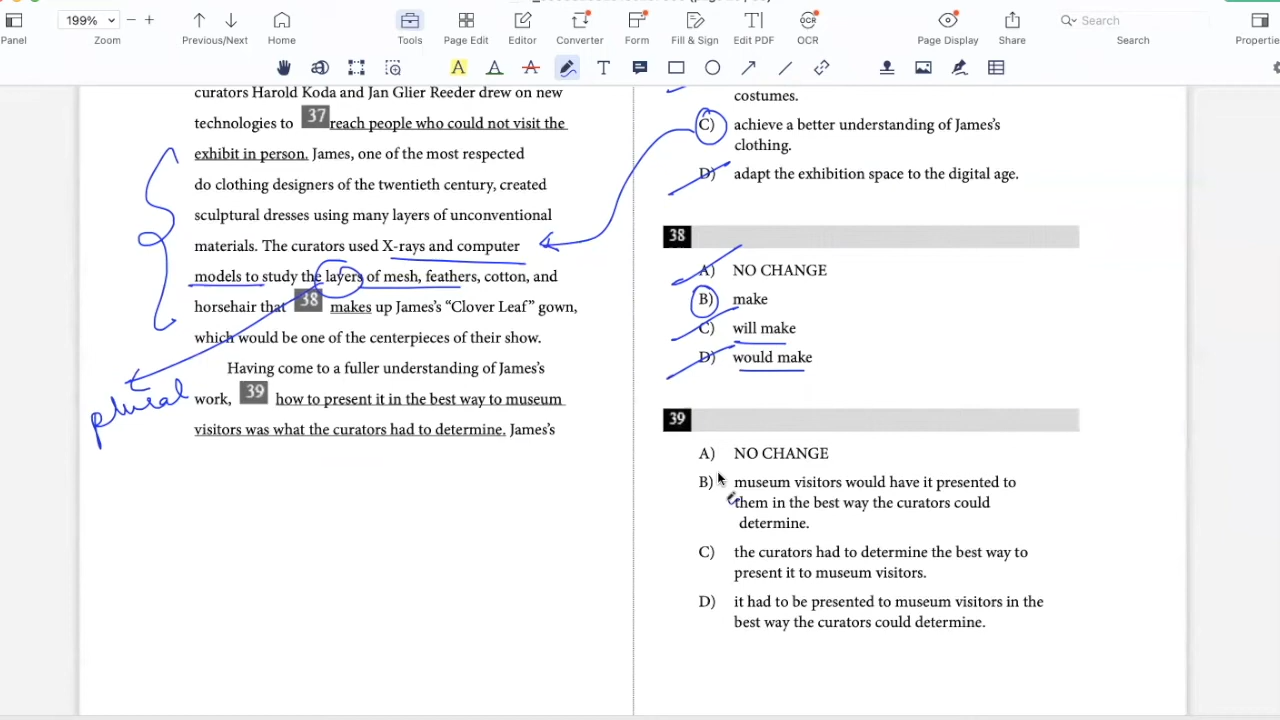 199%
Search
Panel
Zoom
Previous/Next
Home
Tools
Page Edit
Editor
Converter
Form
Fill & Sign
Edit PDF
OCR
OCR
Page Display
Share
Search
Propertie
curators Harold Koda and Jan Glier Reeder drew on new
technologies to 37 reach people who could not visit the
exhibit in person. James, one of the most respected
do clothing designers of the twentieth century, created
sculptural dresses using many layers of unconventional
materials. The curators used X-rays and computer
models to study the layers of mesh, feathers, cotton, and
horsehair that 38 makes up James's “Clover Leaf” gown,
which would be one of the centerpieces of their show.
Having come to a fuller understanding of James's
work, 39 how to present it in the best way to museum
visitors was what the curators had to determine. James's
plural
costumes.
C) achieve a better understanding of James's
clothing.
D) adapt the exhibition space to the digital age.
38
A) NO CHANGE
B) make
C) will make
D) would make
39
A) NO CHANGE
B) museum visitors would have it presented to
them in the best way the curators could
determine.
C) the curators had to determine the best way to
present it to museum visitors.
D) it had to be presented to museum visitors in the
best way the curators could determine.